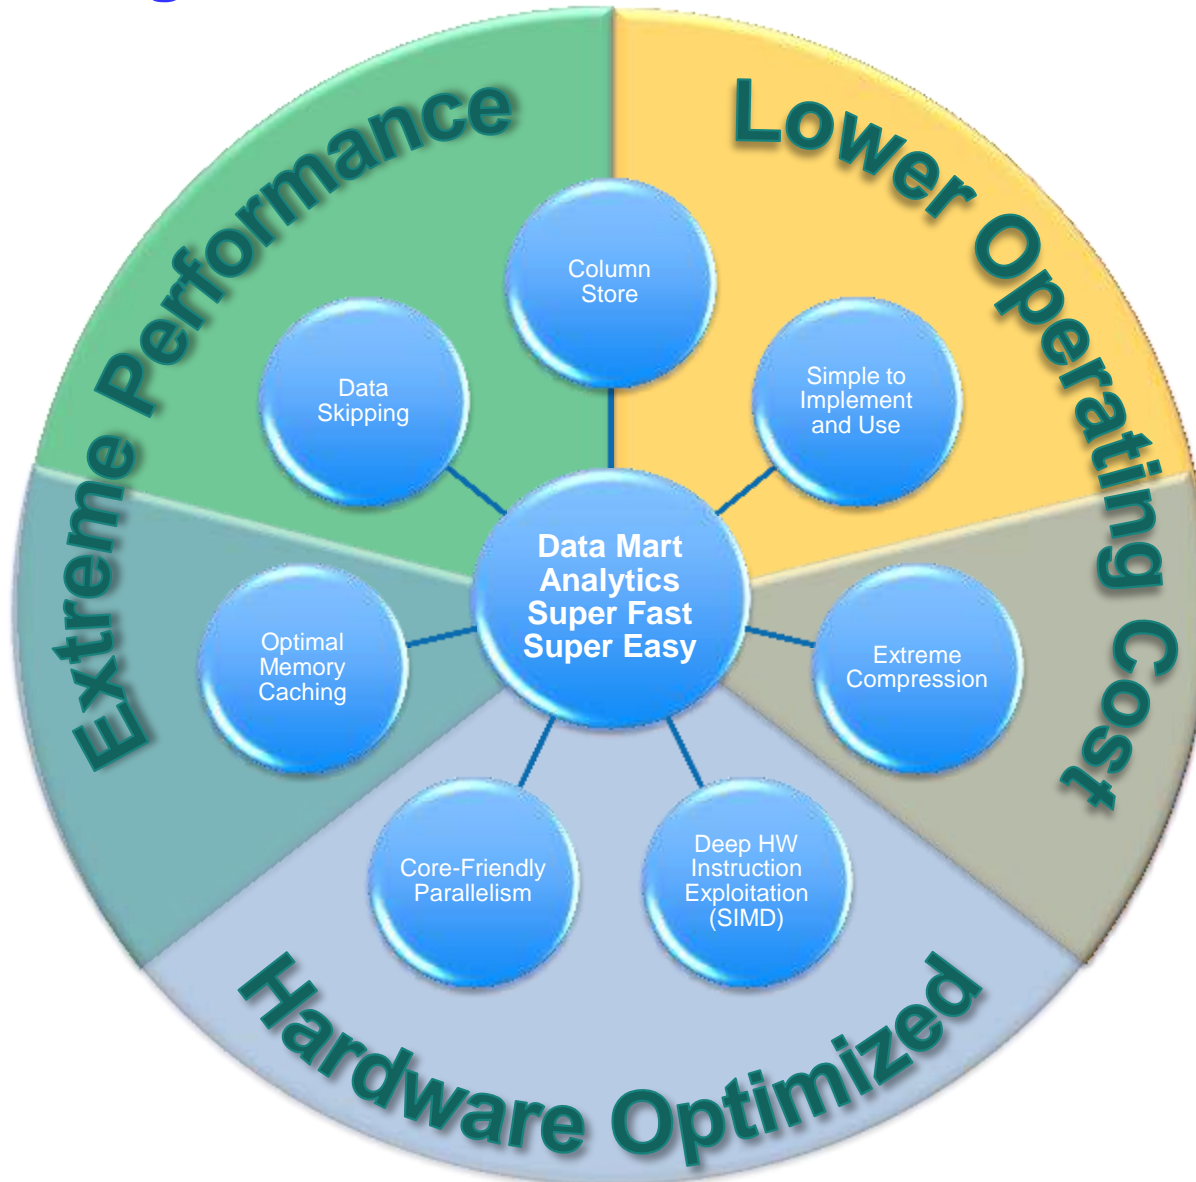 Extreme Performance
Lower Operating Cost
Column
Store
Data
Skipping
Simple to
Implement
and Use
Data Mart
Analytics
Super Fast
Super Easy
Optimal
Memory
Caching
Extreme
Compression
Core-Friendly
Parallelism
Deep HW
Instruction
Exploitation
(SIMD)
Hardware Optimized